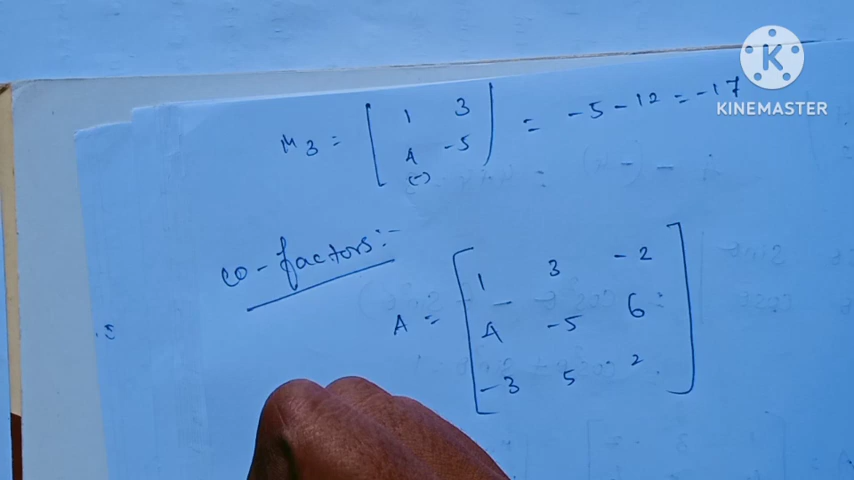 K
KINEMASTER
M3 = [ 1 3
4 -5 ] = -5 - 12 = -17
(-)
co-factors:-
A = [ 1 3 -2
4 -5 6
-3 5 2 ]